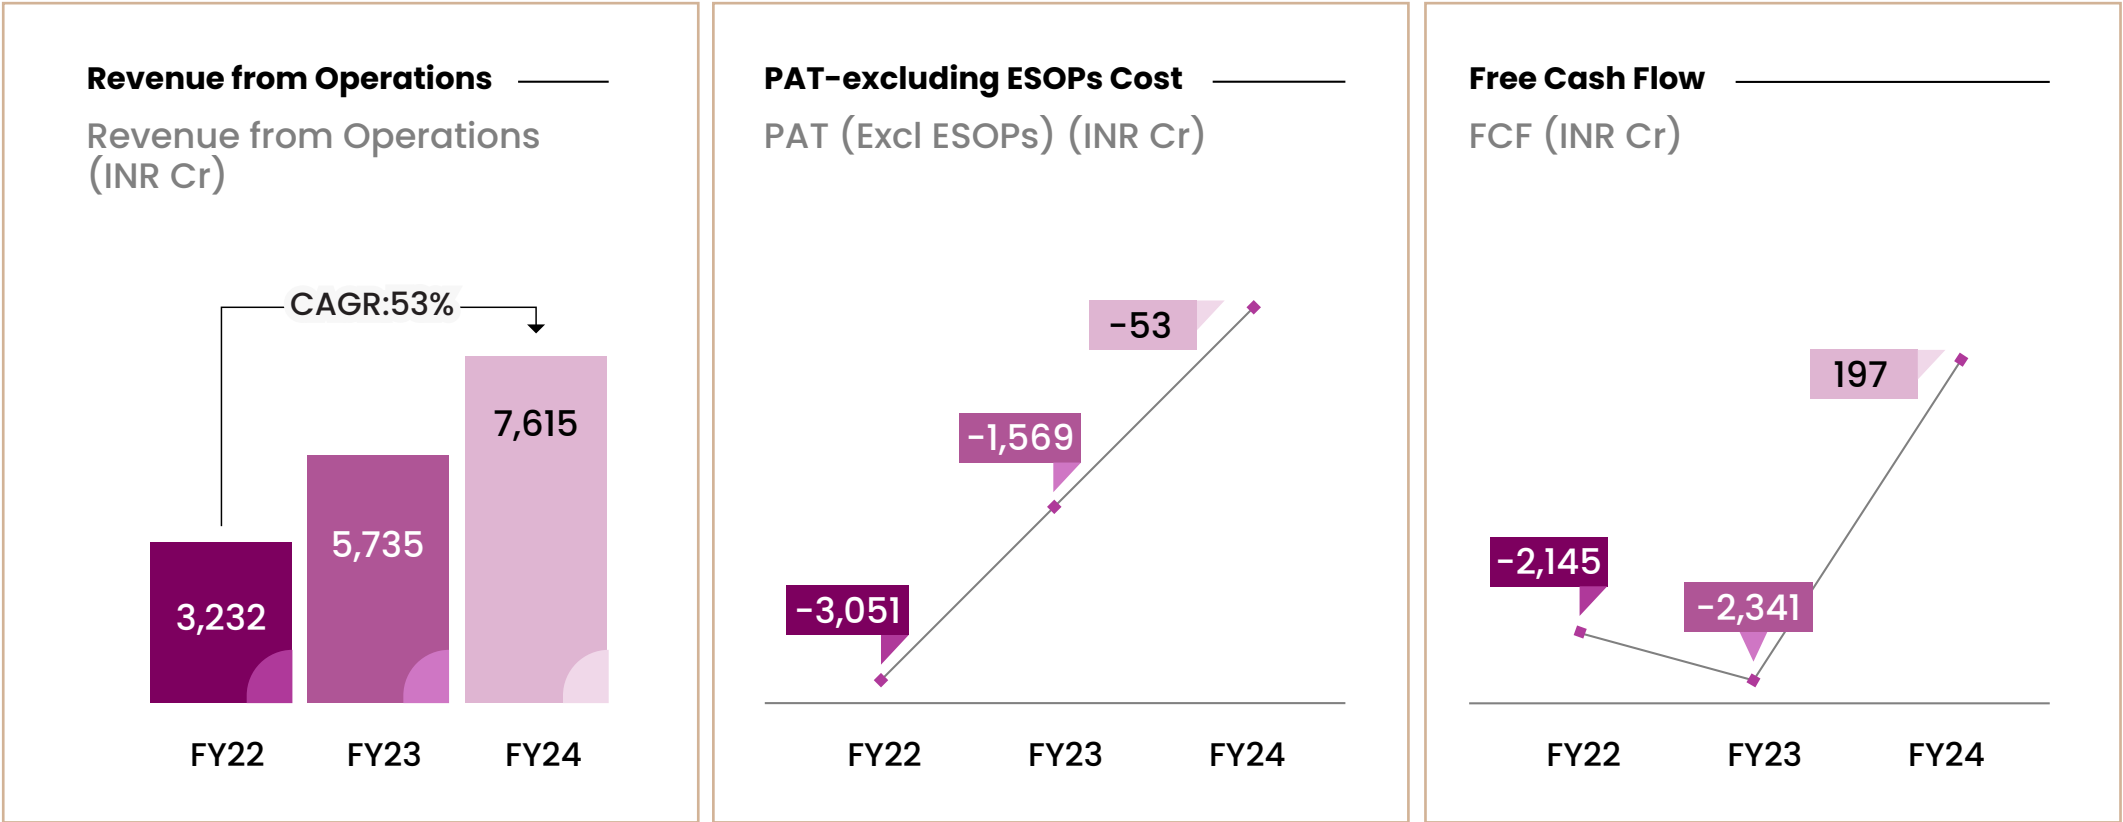 Revenue from Operations
Revenue from Operations
(INR Cr)
CAGR:53%
3,232
5,735
7,615
FY22
FY23
FY24
PAT-excluding ESOPs Cost
PAT (Excl ESOPs) (INR Cr)
-3,051
-1,569
-53
FY22
FY23
FY24
Free Cash Flow
FCF (INR Cr)
-2,145
-2,341
197
FY22
FY23
FY24